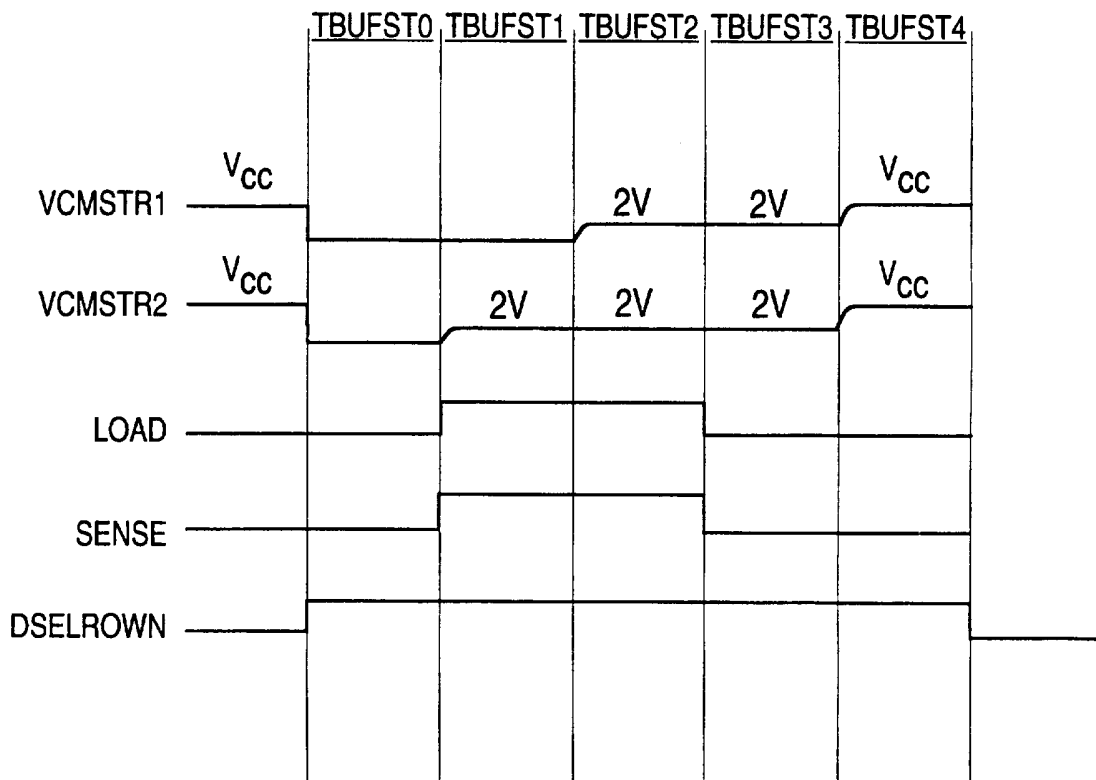 TBUFST0 TBUFST1 TBUFST2 TBUFST3 TBUFST4
VCC VCC
VCMSTR1 2V 2V
VCC VCC
VCMSTR2 2V 2V 2V
LOAD
SENSE
DSELROWN